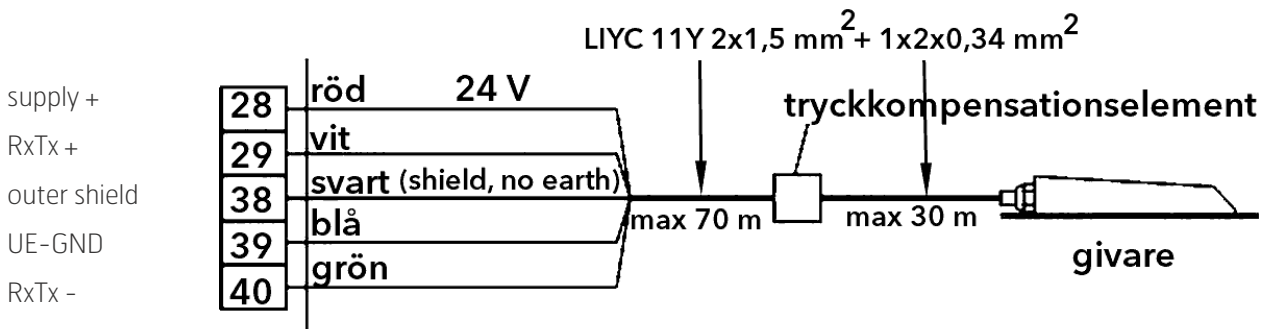 LIYC 11Y 2x1,5 mm²+ 1x2x0,34 mm²
supply + 28 röd 24 V
tryckkompensationselement
RxTx + 29 vit
outer shield 38 svart (shield, no earth)
max 70 m max 30 m
UE-GND 39 blå
givare
RxTx - 40 grön